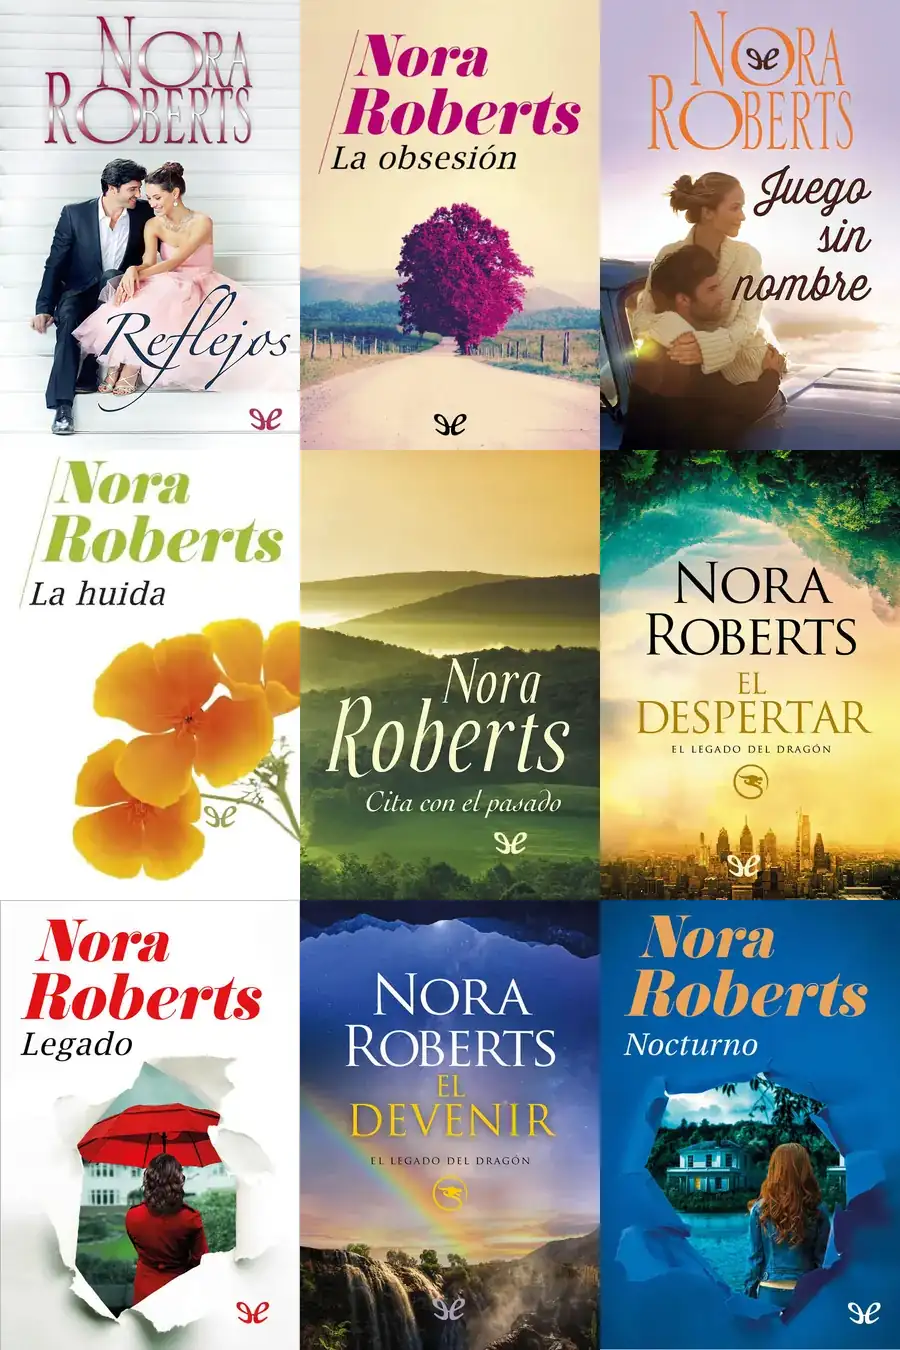 NORA
ROBERTS
Reflejos
Nora
Roberts
La obsesión
NORA
ROBERTS
Juego
sin
nombre
Nora
Roberts
La huida
Nora
Roberts
Cita con el pasado
NORA
ROBERTS
EL
DESPERTAR
EL LEGADO DEL DRAGÓN
Nora
Roberts
Legado
NORA
ROBERTS
EL
DEVENIR
EL LEGADO DEL DRAGÓN
Nora
Roberts
Nocturno